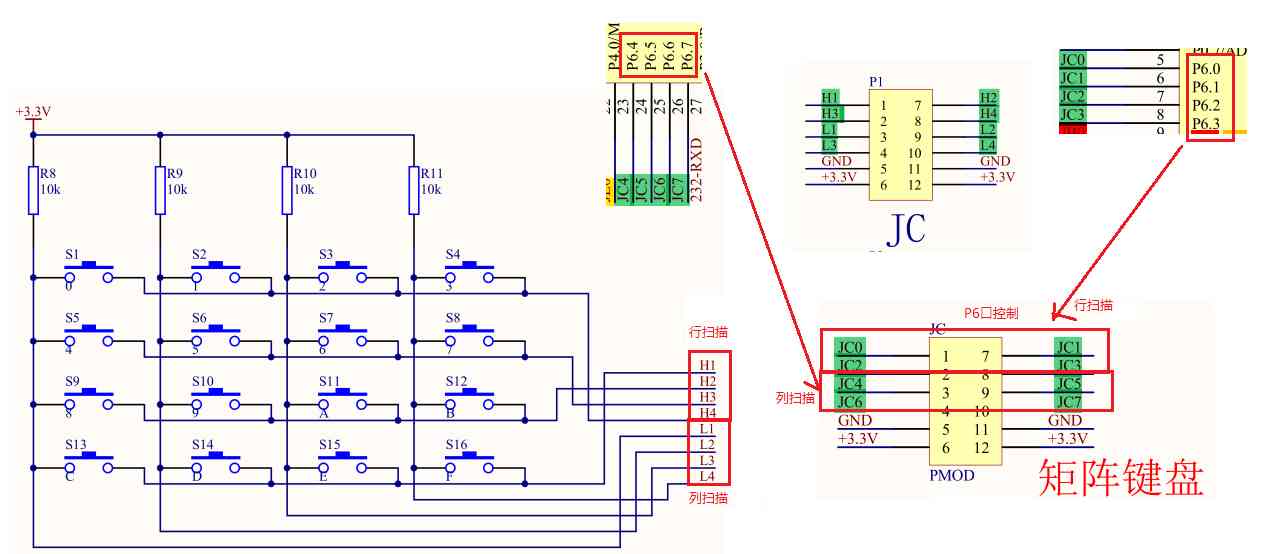 +3.3V
R8
10k
R9
10k
R10
10k
R11
10k
S1
0
S2
1
S3
2
S4
3
S5
4
S6
5
S7
6
S8
7
S9
8
S10
9
S11
A
S12
B
S13
C
S14
D
S15
E
S16
F
行扫描
H1
H2
H3
H4
L1
L2
L3
L4
列扫描
P4.0/M
P6.4
P6.5
P6.6
P6.7
22
23
24
25
26
27
JC4
JC5
JC6
JC7
232-RXD
P1
H1 1 7 H2
H3 2 8 H4
L1 3 9 L2
L3 4 10 L4
GND 5 11 GND
+3.3V 6 12 +3.3V
JC
P0.7/AD
JC0 5 P6.0
JC1 6 P6.1
JC2 7 P6.2
JC3 8 P6.3
9
P6口控制
行扫描
列扫描
JC
JC0 1 7 JC1
JC2 2 8 JC3
JC4 3 9 JC5
JC6 4 10 JC7
GND 5 11 GND
+3.3V 6 12 +3.3V
PMOD
矩阵键盘